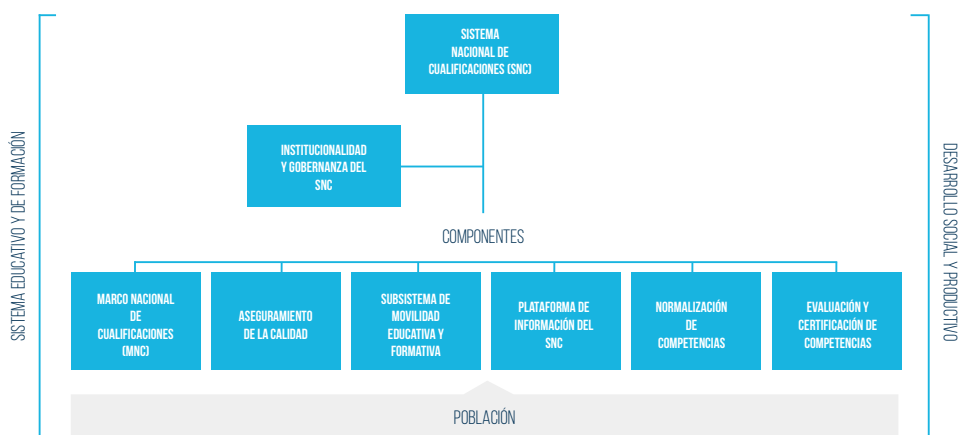 SISTEMA
NACIONAL DE
CUALIFICACIONES (SNC)
INSTITUCIONALIDAD
Y GOBERNANZA DEL
SNC
SISTEMA EDUCATIVO Y DE FORMACIÓN
DESARROLLO SOCIAL Y PRODUCTIVO
COMPONENTES
MARCO NACIONAL
DE
CUALIFICACIONES
(MNC)
ASEGURAMIENTO
DE LA CALIDAD
SUBSISTEMA DE
MOVILIDAD
EDUCATIVA Y
FORMATIVA
PLATAFORMA DE
INFORMACIÓN DEL
SNC
NORMALIZACIÓN
DE
COMPETENCIAS
EVALUACIÓN Y
CERTIFICACIÓN DE
COMPETENCIAS
POBLACIÓN